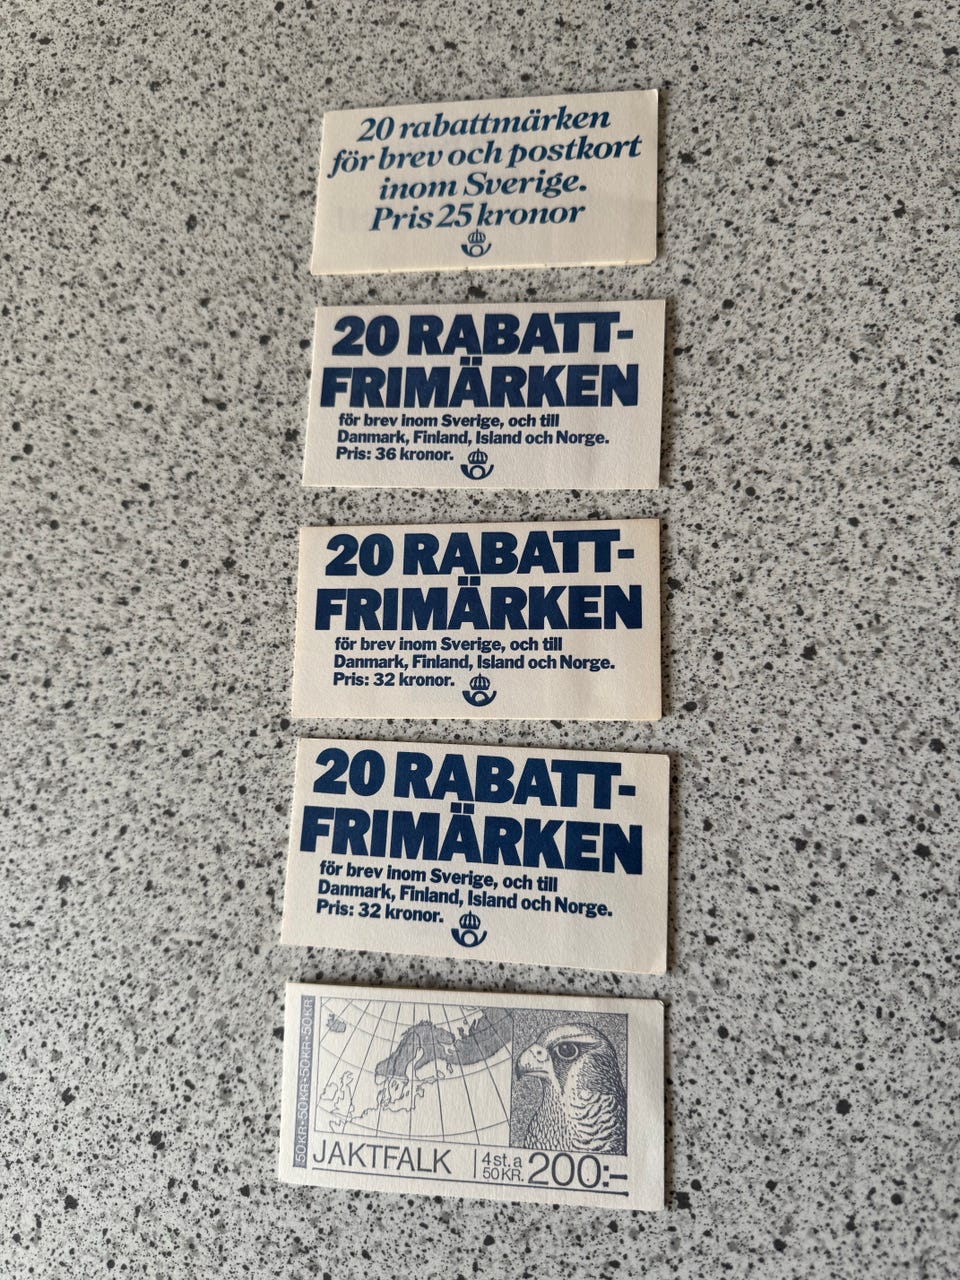 20 rabattmärken
för brev och postkort
inom Sverige.
Pris 25 kronor
20 RABATT-
FRIMÄRKEN
för brev inom Sverige, och till
Danmark, Finland, Island och Norge.
Pris: 36 kronor.
20 RABATT-
FRIMÄRKEN
för brev inom Sverige, och till
Danmark, Finland, Island och Norge.
Pris: 32 kronor.
20 RABATT-
FRIMÄRKEN
för brev inom Sverige, och till
Danmark, Finland, Island och Norge.
Pris: 32 kronor.
50KR•50KR•50KR•50KR
JAKTFALK
4 st. a
50 KR.
200:-